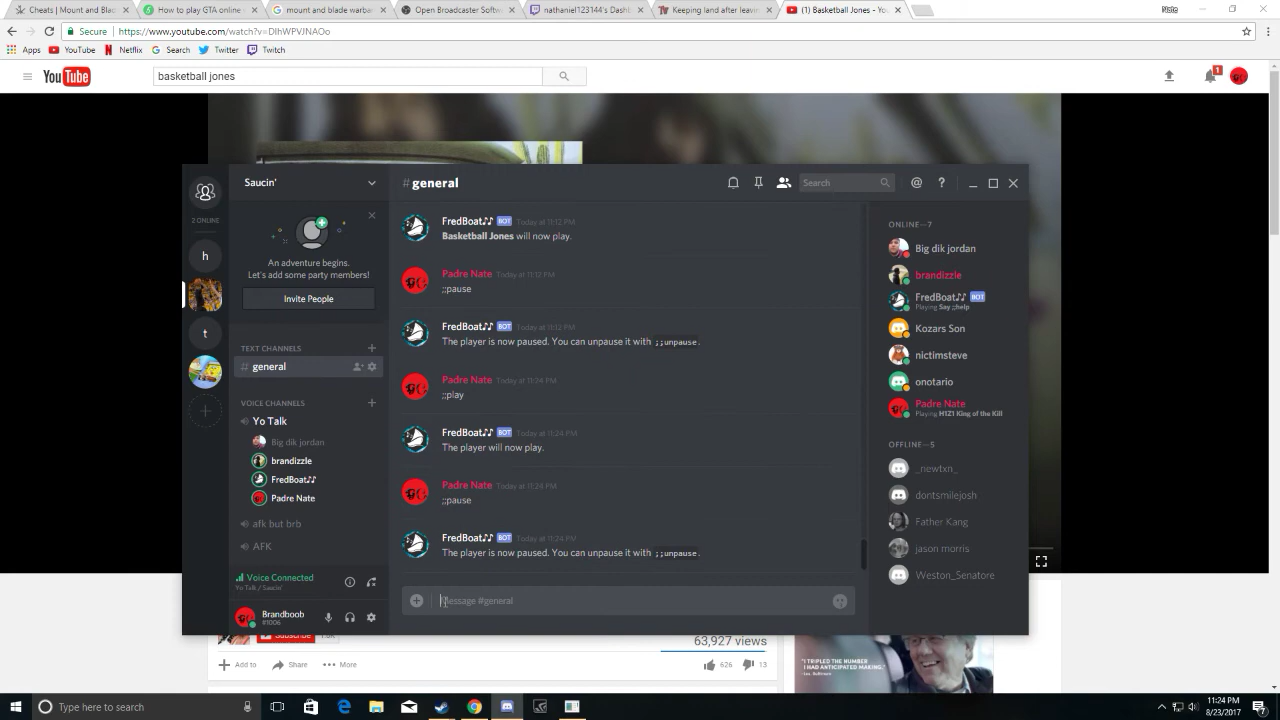 Cheats | Mount and Blac
How to play GTA online
mount and blade warba
Open Broadcaster Softw
nathaniel123144's Dashb
Keeping land after leavin
(1) Basketball Jones - You
Secure
https://www.youtube.com/watch?v=DlhWPVJNAOo
Apps
YouTube
Netflix
Search
Twitter
Twitch
YouTube
basketball jones
1
Saucin'
#general
Search
2 ONLINE
h
t
An adventure begins.
Let's add some party members!
Invite People
TEXT CHANNELS
# general
VOICE CHANNELS
Yo Talk
Big dik jordan
brandizzle
FredBoat♪♪
Padre Nate
afk but brb
AFK
Voice Connected
Yo Talk / Saucin'
Brandboob
#1006
FredBoat♪♪ BOT Today at 11:12 PM
Basketball Jones will now play.
Padre Nate Today at 11:12 PM
;;pause
FredBoat♪♪ BOT Today at 11:12 PM
The player is now paused. You can unpause it with ;;unpause.
Padre Nate Today at 11:24 PM
;;play
FredBoat♪♪ BOT Today at 11:24 PM
The player will now play.
Padre Nate Today at 11:24 PM
;;pause
FredBoat♪♪ BOT Today at 11:24 PM
The player is now paused. You can unpause it with ;;unpause.
Message #general
ONLINE—7
Big dik jordan
brandizzle
FredBoat♪♪ BOT
Playing Say ;;help
Kozars Son
nictimsteve
onotario
Padre Nate
Playing H1Z1 King of the Kill
OFFLINE—5
_newtxn_
dontsmilejosh
Father Kang
jason morris
Weston_Senatore
Subscribe
63,927 views
Add to
Share
More
626
13
"I TRIPLED THE NUMBER
I HAD ANTICIPATED MAKING."
Type here to search
11:24 PM
8/23/2017